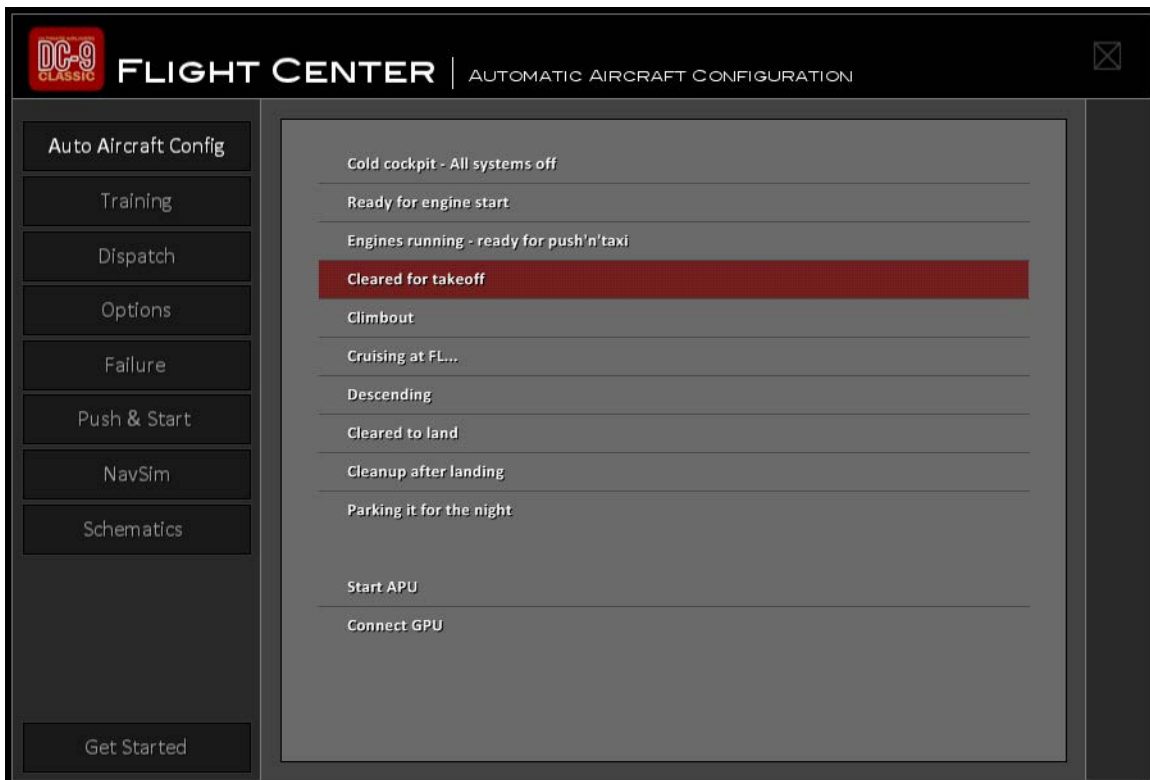 DC-9
CLASSIC
FLIGHT CENTER | AUTOMATIC AIRCRAFT CONFIGURATION
Auto Aircraft Config
Training
Dispatch
Options
Failure
Push & Start
NavSim
Schematics
Get Started
Cold cockpit - All systems off
Ready for engine start
Engines running - ready for push'n'taxi
Cleared for takeoff
Climbout
Cruising at FL...
Descending
Cleared to land
Cleanup after landing
Parking it for the night
Start APU
Connect GPU